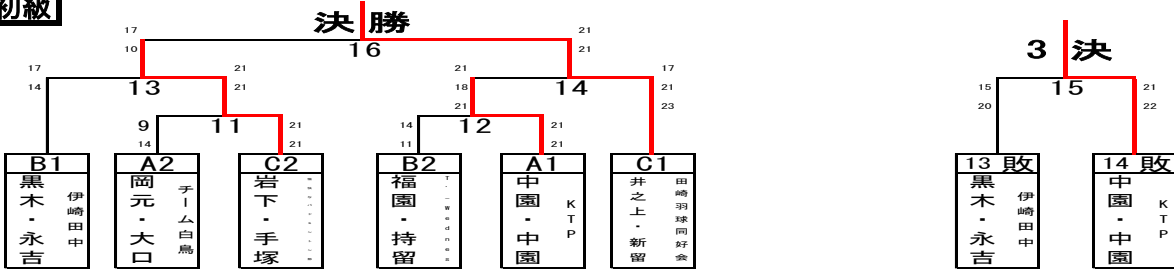 初級
決勝
3決
17
21
10
16
21
17
21
21
17
14
13
21
18
14
21
15
15
21
21
23
20
22
9
11
21
14
12
21
14
21
11
21
B1
A2
C2
B2
A1
C1
13敗
14敗
黒木・永吉
伊崎田中
岡元・大口
チーム白鳥
岩下・手塚
福園・持留
中園・中園
KTP
井之上・新留
田崎羽球同好会
黒木・永吉
伊崎田中
中園・中園
KTP